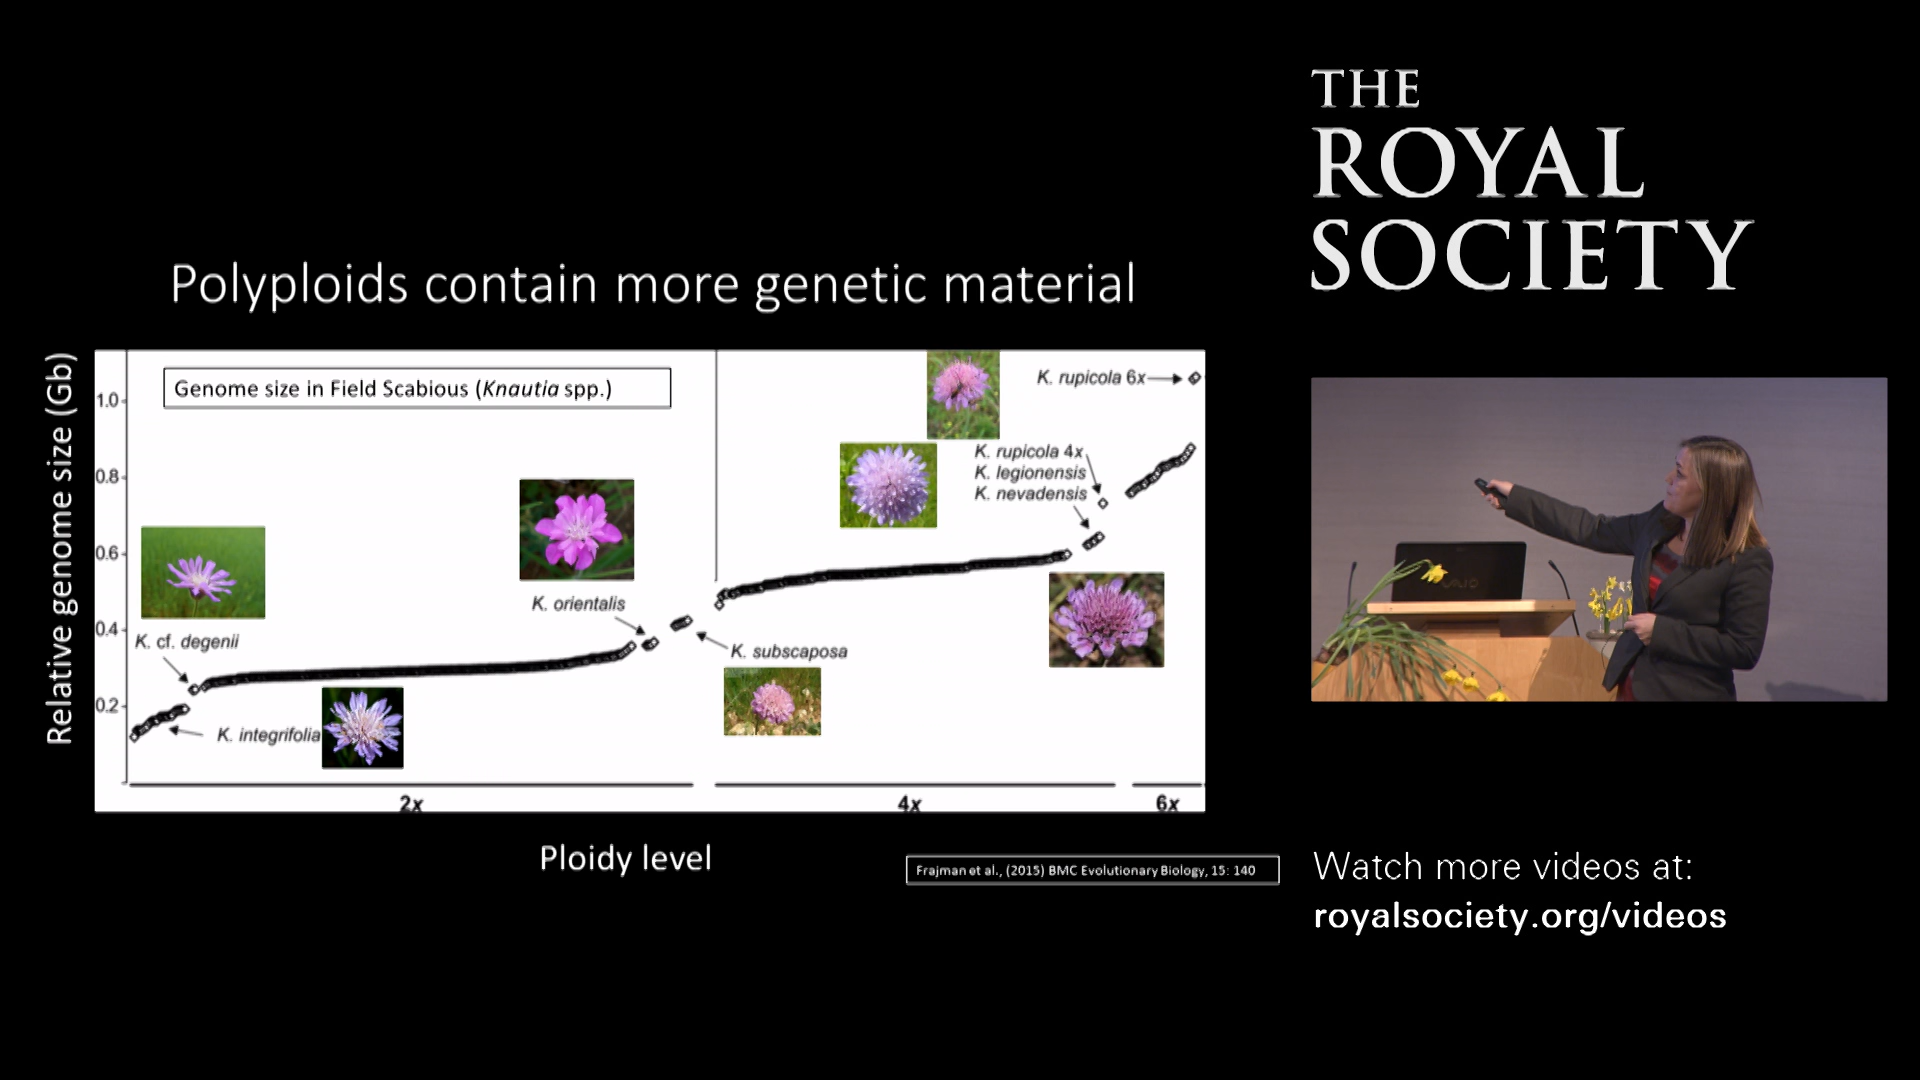 THE
ROYAL
SOCIETY
Polyploids contain more genetic material
Relative genome size (Gb)
Genome size in Field Scabious (Knautia spp.)
1.0
0.8
0.6
0.4
0.2
K. rupicola 6x
K. rupicola 4x
K. legionensis
K. nevadensis
K. orientalis
K. cf. degenii
K. subscaposa
K. integrifolia
2x
4x
6x
Ploidy level
Frajman et al., (2015) BMC Evolutionary Biology, 15: 140
VAIO
Watch more videos at:
royalsociety.org/videos